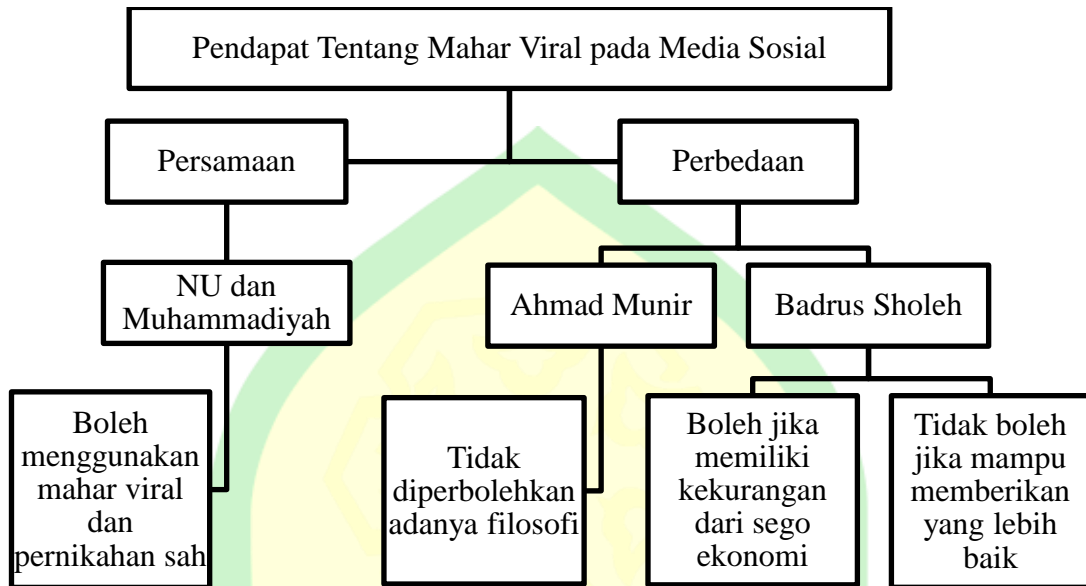 Pendapat Tentang Mahar Viral pada Media Sosial
Persamaan
Perbedaan
NU dan
Muhammadiyah
Ahmad Munir
Badrus Sholeh
Boleh
menggunakan
mahar viral
dan
pernikahan sah
Tidak
diperbolehkan
adanya filosofi
Boleh jika
memiliki
kekurangan
dari sego
ekonomi
Tidak boleh
jika mampu
memberikan
yang lebih
baik